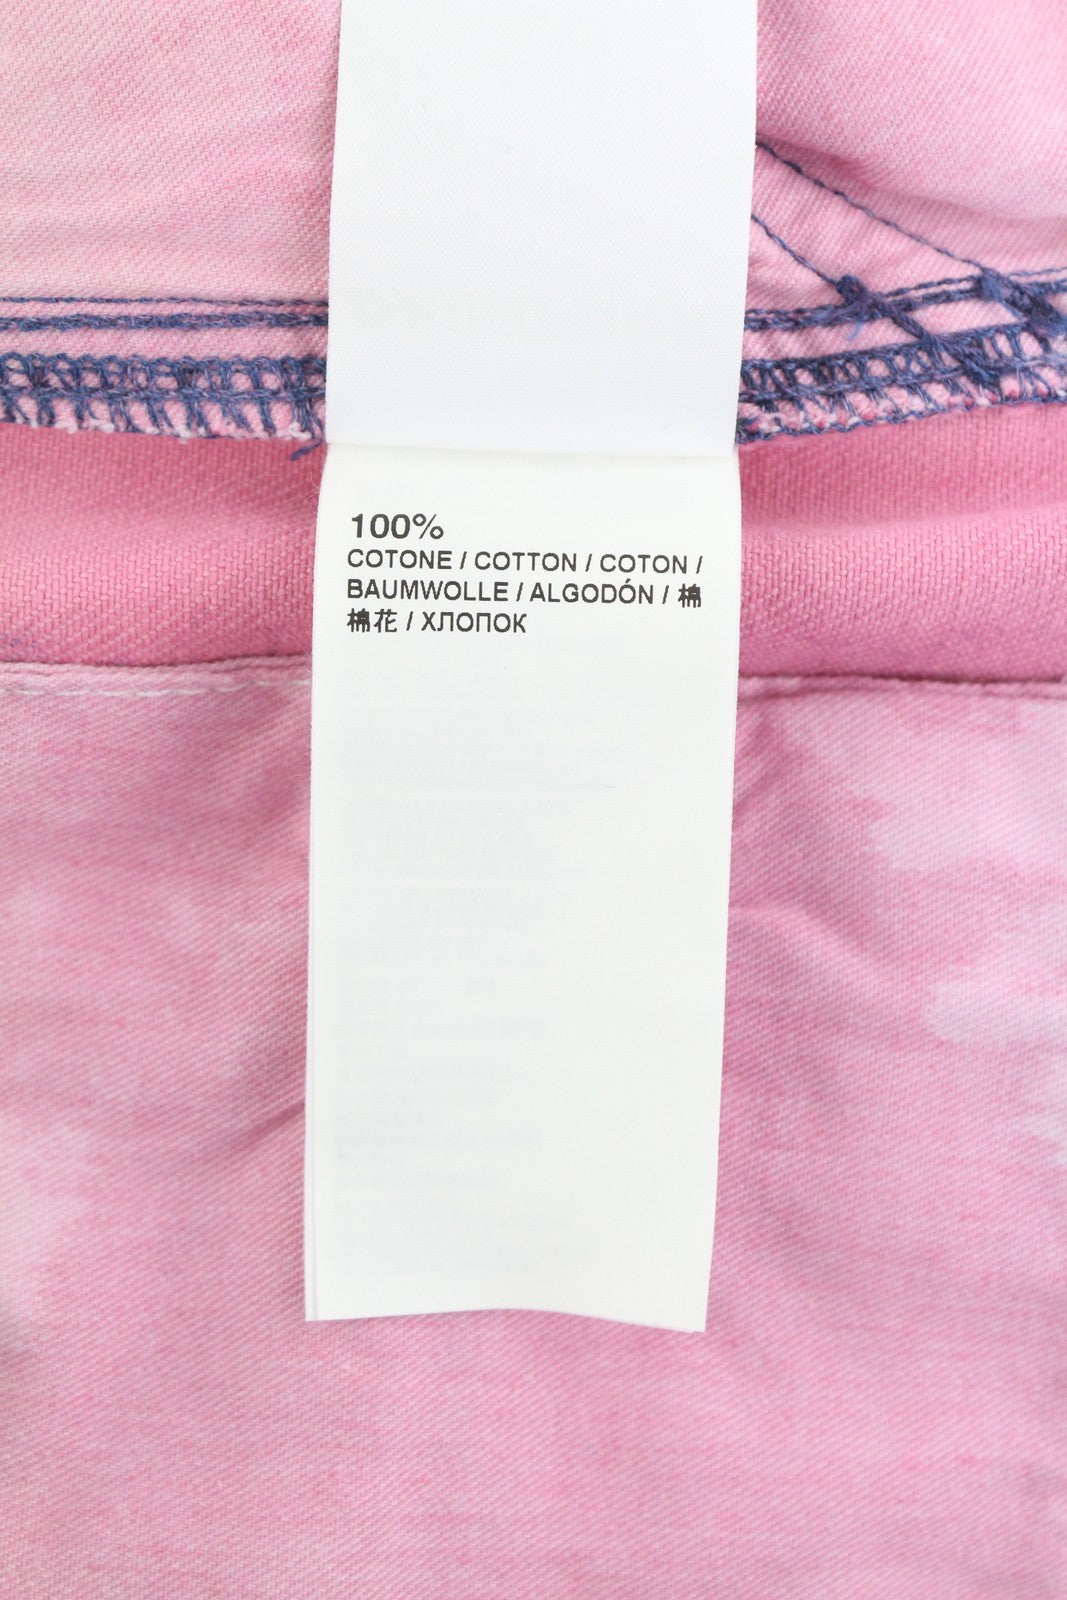 100%
COTONE / COTTON / COTON /
BAUMWOLLE / ALGODÓN / 棉
棉花 / ХЛОПОК